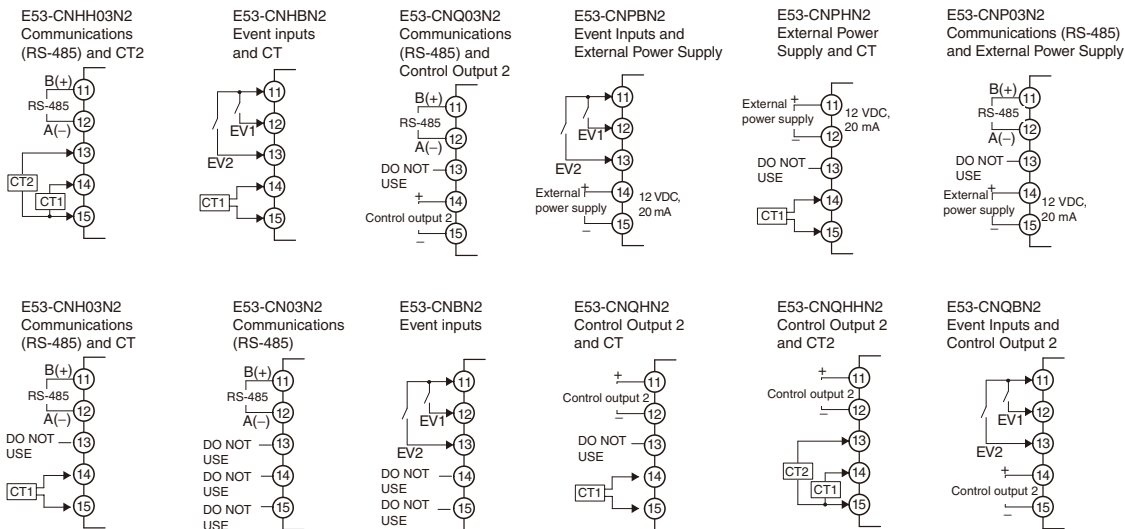 E53-CNHH03N2
Communications
(RS-485) and CT2
B(+)
11
RS-485
12
A(−)
13
CT2
14
CT1
15
E53-CNHBN2
Event inputs
and CT
11
12
EV1
13
EV2
14
CT1
15
E53-CNQ03N2
Communications
(RS-485) and
Control Output 2
B(+)
11
RS-485
12
A(−)
DO NOT
USE
13
+
14
Control output 2
15
−
E53-CNPBN2
Event Inputs and
External Power Supply
11
12
EV1
13
EV2
+
External
power supply
14
12 VDC,
20 mA
−
15
E53-CNPHN2
External Power
Supply and CT
External
power supply
+
11
12 VDC,
20 mA
−
12
DO NOT
USE
13
14
CT1
15
E53-CNP03N2
Communications (RS-485)
and External Power Supply
B(+)
11
RS-485
12
A(−)
DO NOT
USE
13
External
power supply
+
14
12 VDC,
20 mA
−
15
E53-CNH03N2
Communications
(RS-485) and CT
B(+)
11
RS-485
12
A(−)
DO NOT
USE
13
14
CT1
15
E53-CN03N2
Communications
(RS-485)
B(+)
11
RS-485
12
A(−)
DO NOT
USE
13
DO NOT
USE
14
DO NOT
USE
15
E53-CNBN2
Event inputs
11
12
EV1
13
EV2
DO NOT
USE
14
DO NOT
USE
15
E53-CNQHN2
Control Output 2
and CT
+
11
Control output 2
−
12
DO NOT
USE
13
14
CT1
15
E53-CNQHHN2
Control Output 2
and CT2
+
11
Control output 2
−
12
13
CT2
14
CT1
15
E53-CNQBN2
Event Inputs and
Control Output 2
11
12
EV1
13
EV2
+
14
Control output 2
−
15